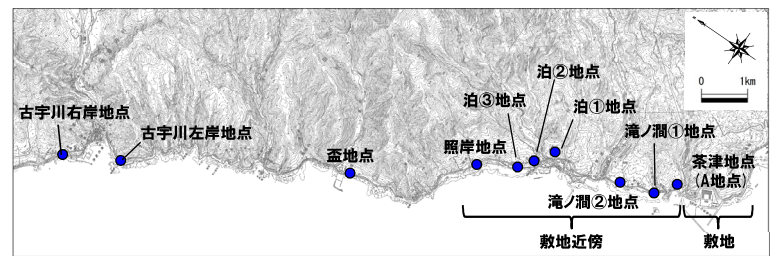 古宇川右岸地点
古宇川左岸地点
盃地点
照岸地点
泊③地点
泊②地点
泊①地点
滝ノ澗①地点
滝ノ澗②地点
茶津地点
(A地点)
敷地近傍
敷地
0 1km